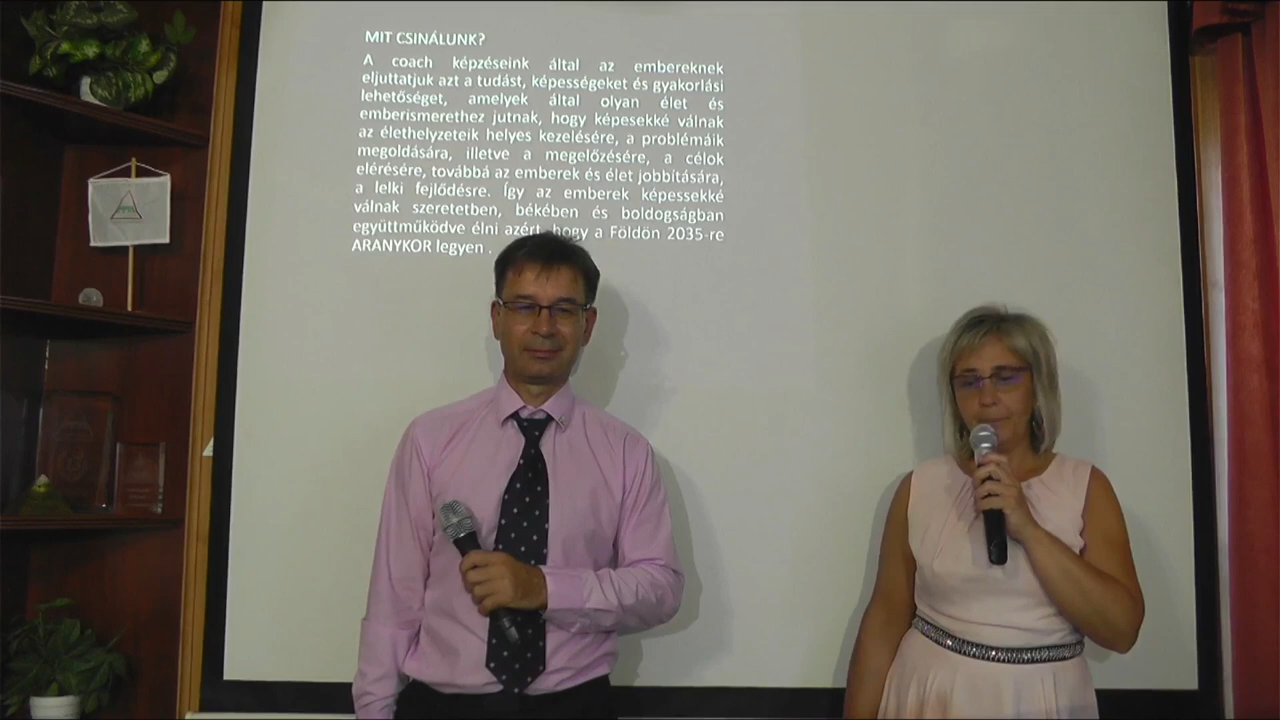 MIT CSINÁLUNK?
A coach képzéseink által az embereknek
eljuttatjuk azt a tudást, képességeket és gyakorlási
lehetőséget, amelyek által olyan élet és
emberismerethez jutnak, hogy képesekké válnak
az élethelyzeteik helyes kezelésére, a problémáik
megoldására, illetve a megelőzésére, a célok
elérésére, továbbá az emberek és élet jobbítására,
a lelki fejlődésre. Így az emberek képessekké
válnak szeretetben, békében és boldogságban
együttműködve élni azért, hogy a Földön 2035-re
ARANYKOR legyen .